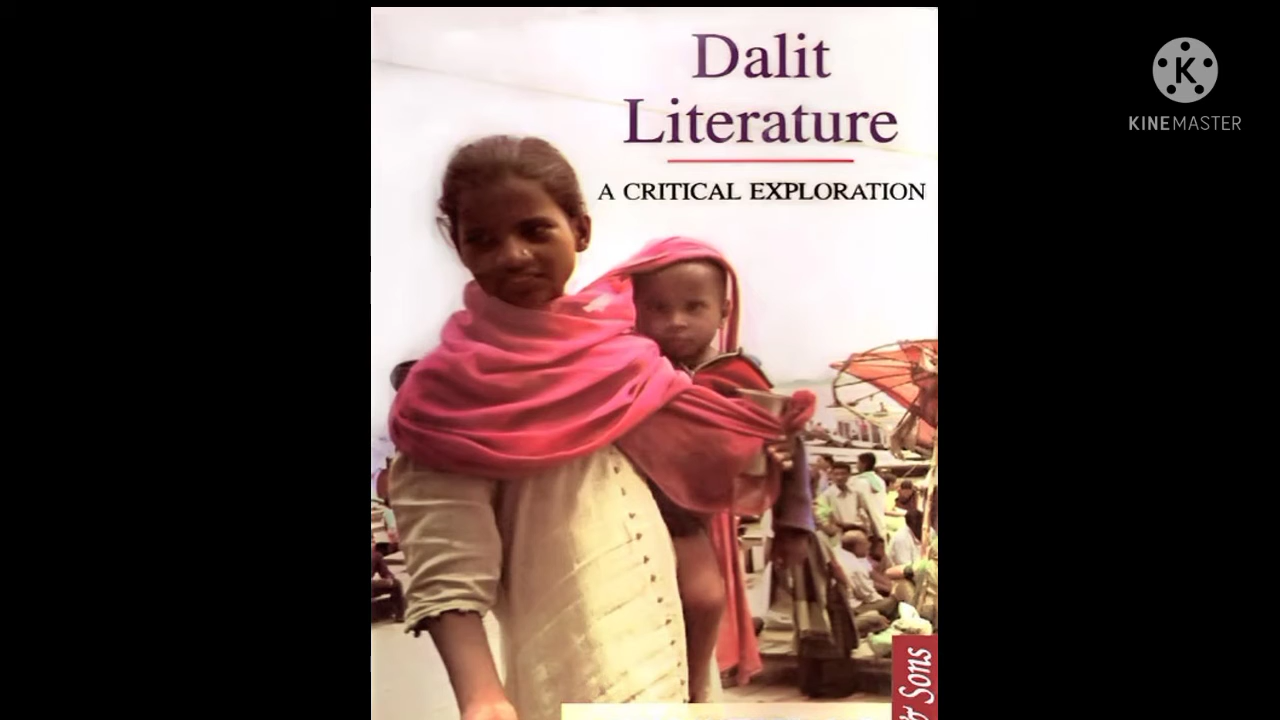 Dalit
Literature
A CRITICAL EXPLORATION
K
KINEMASTER
& Sons